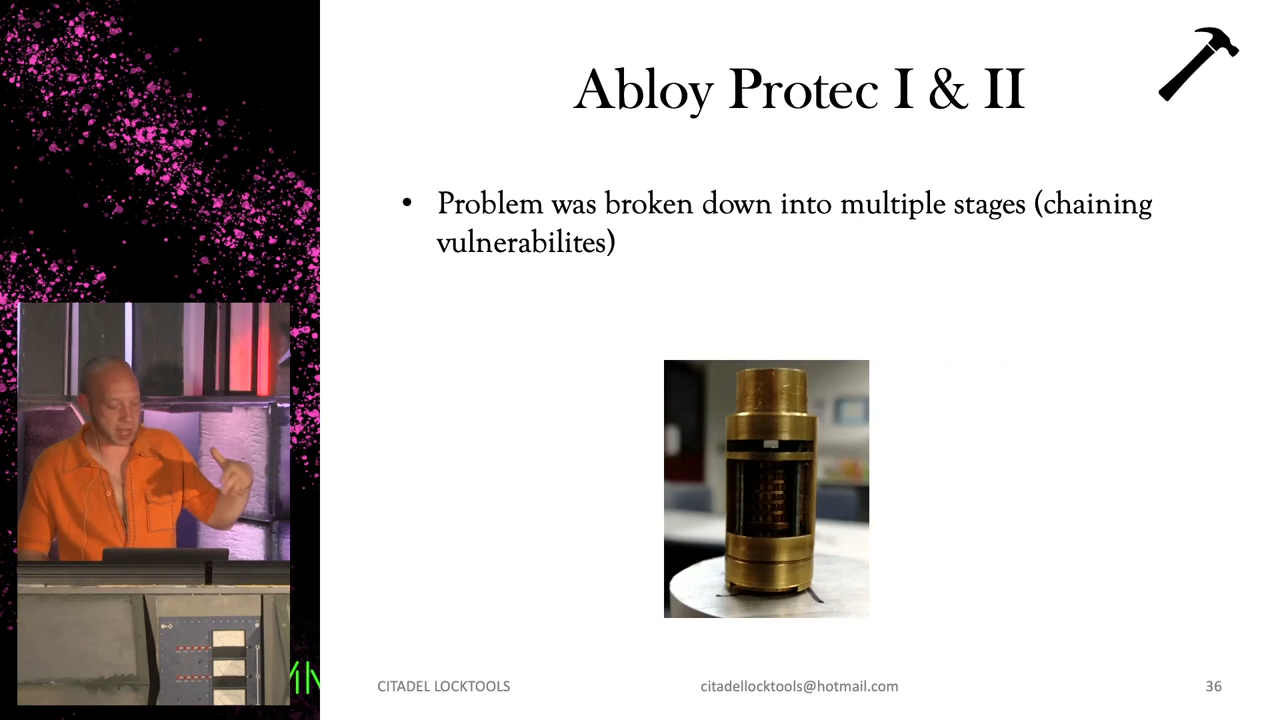 Abloy Protec I & II
• Problem was broken down into multiple stages (chaining
vulnerabilites)
CITADEL LOCKTOOLS
citadellocktools@hotmail.com
36